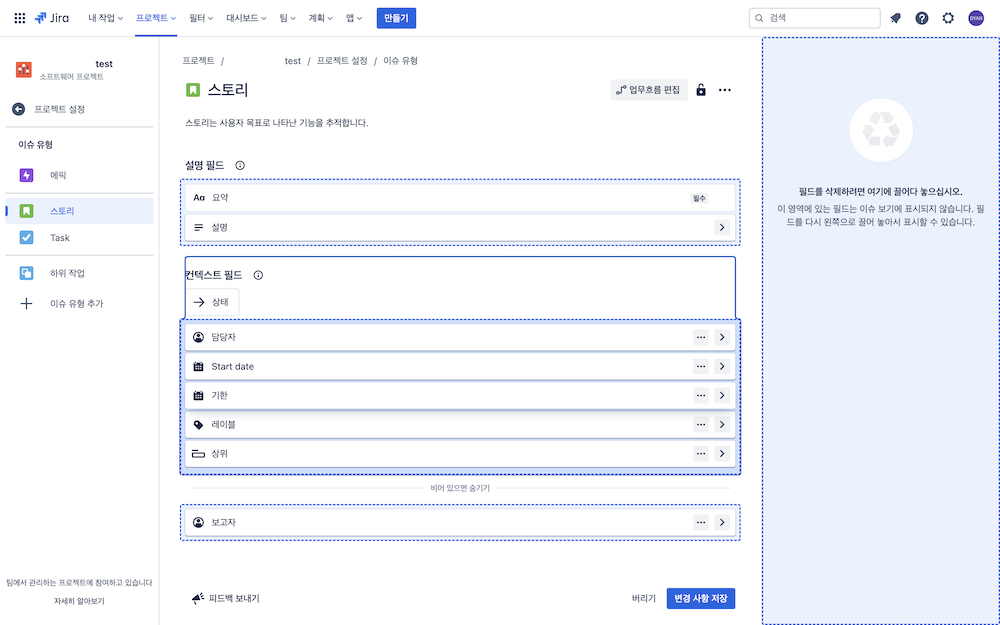 Jira 내 작업 프로젝트 필터 대시보드 팀 계획 앱 만들기 검색 DYAN
test
소프트웨어 프로젝트
프로젝트 설정
이슈 유형
에픽
스토리
Task
하위 작업
이슈 유형 추가
팀에서 관리하는 프로젝트에 참여하고 있습니다
자세히 알아보기
프로젝트 / test / 프로젝트 설정 / 이슈 유형
스토리 업무흐름 편집
스토리는 사용자 목표로 나타난 기능을 추적합니다.
설명 필드
Aa 요약 필수
설명
컨텍스트 필드
상태
담당자
Start date
기한
레이블
상위
비어 있으면 숨기기
보고자
피드백 보내기 버리기 변경 사항 저장
필드를 삭제하려면 여기에 끌어다 놓으십시오.
이 영역에 있는 필드는 이슈 보기에 표시되지 않습니다. 필
드를 다시 왼쪽으로 끌어 놓아서 표시할 수 있습니다.